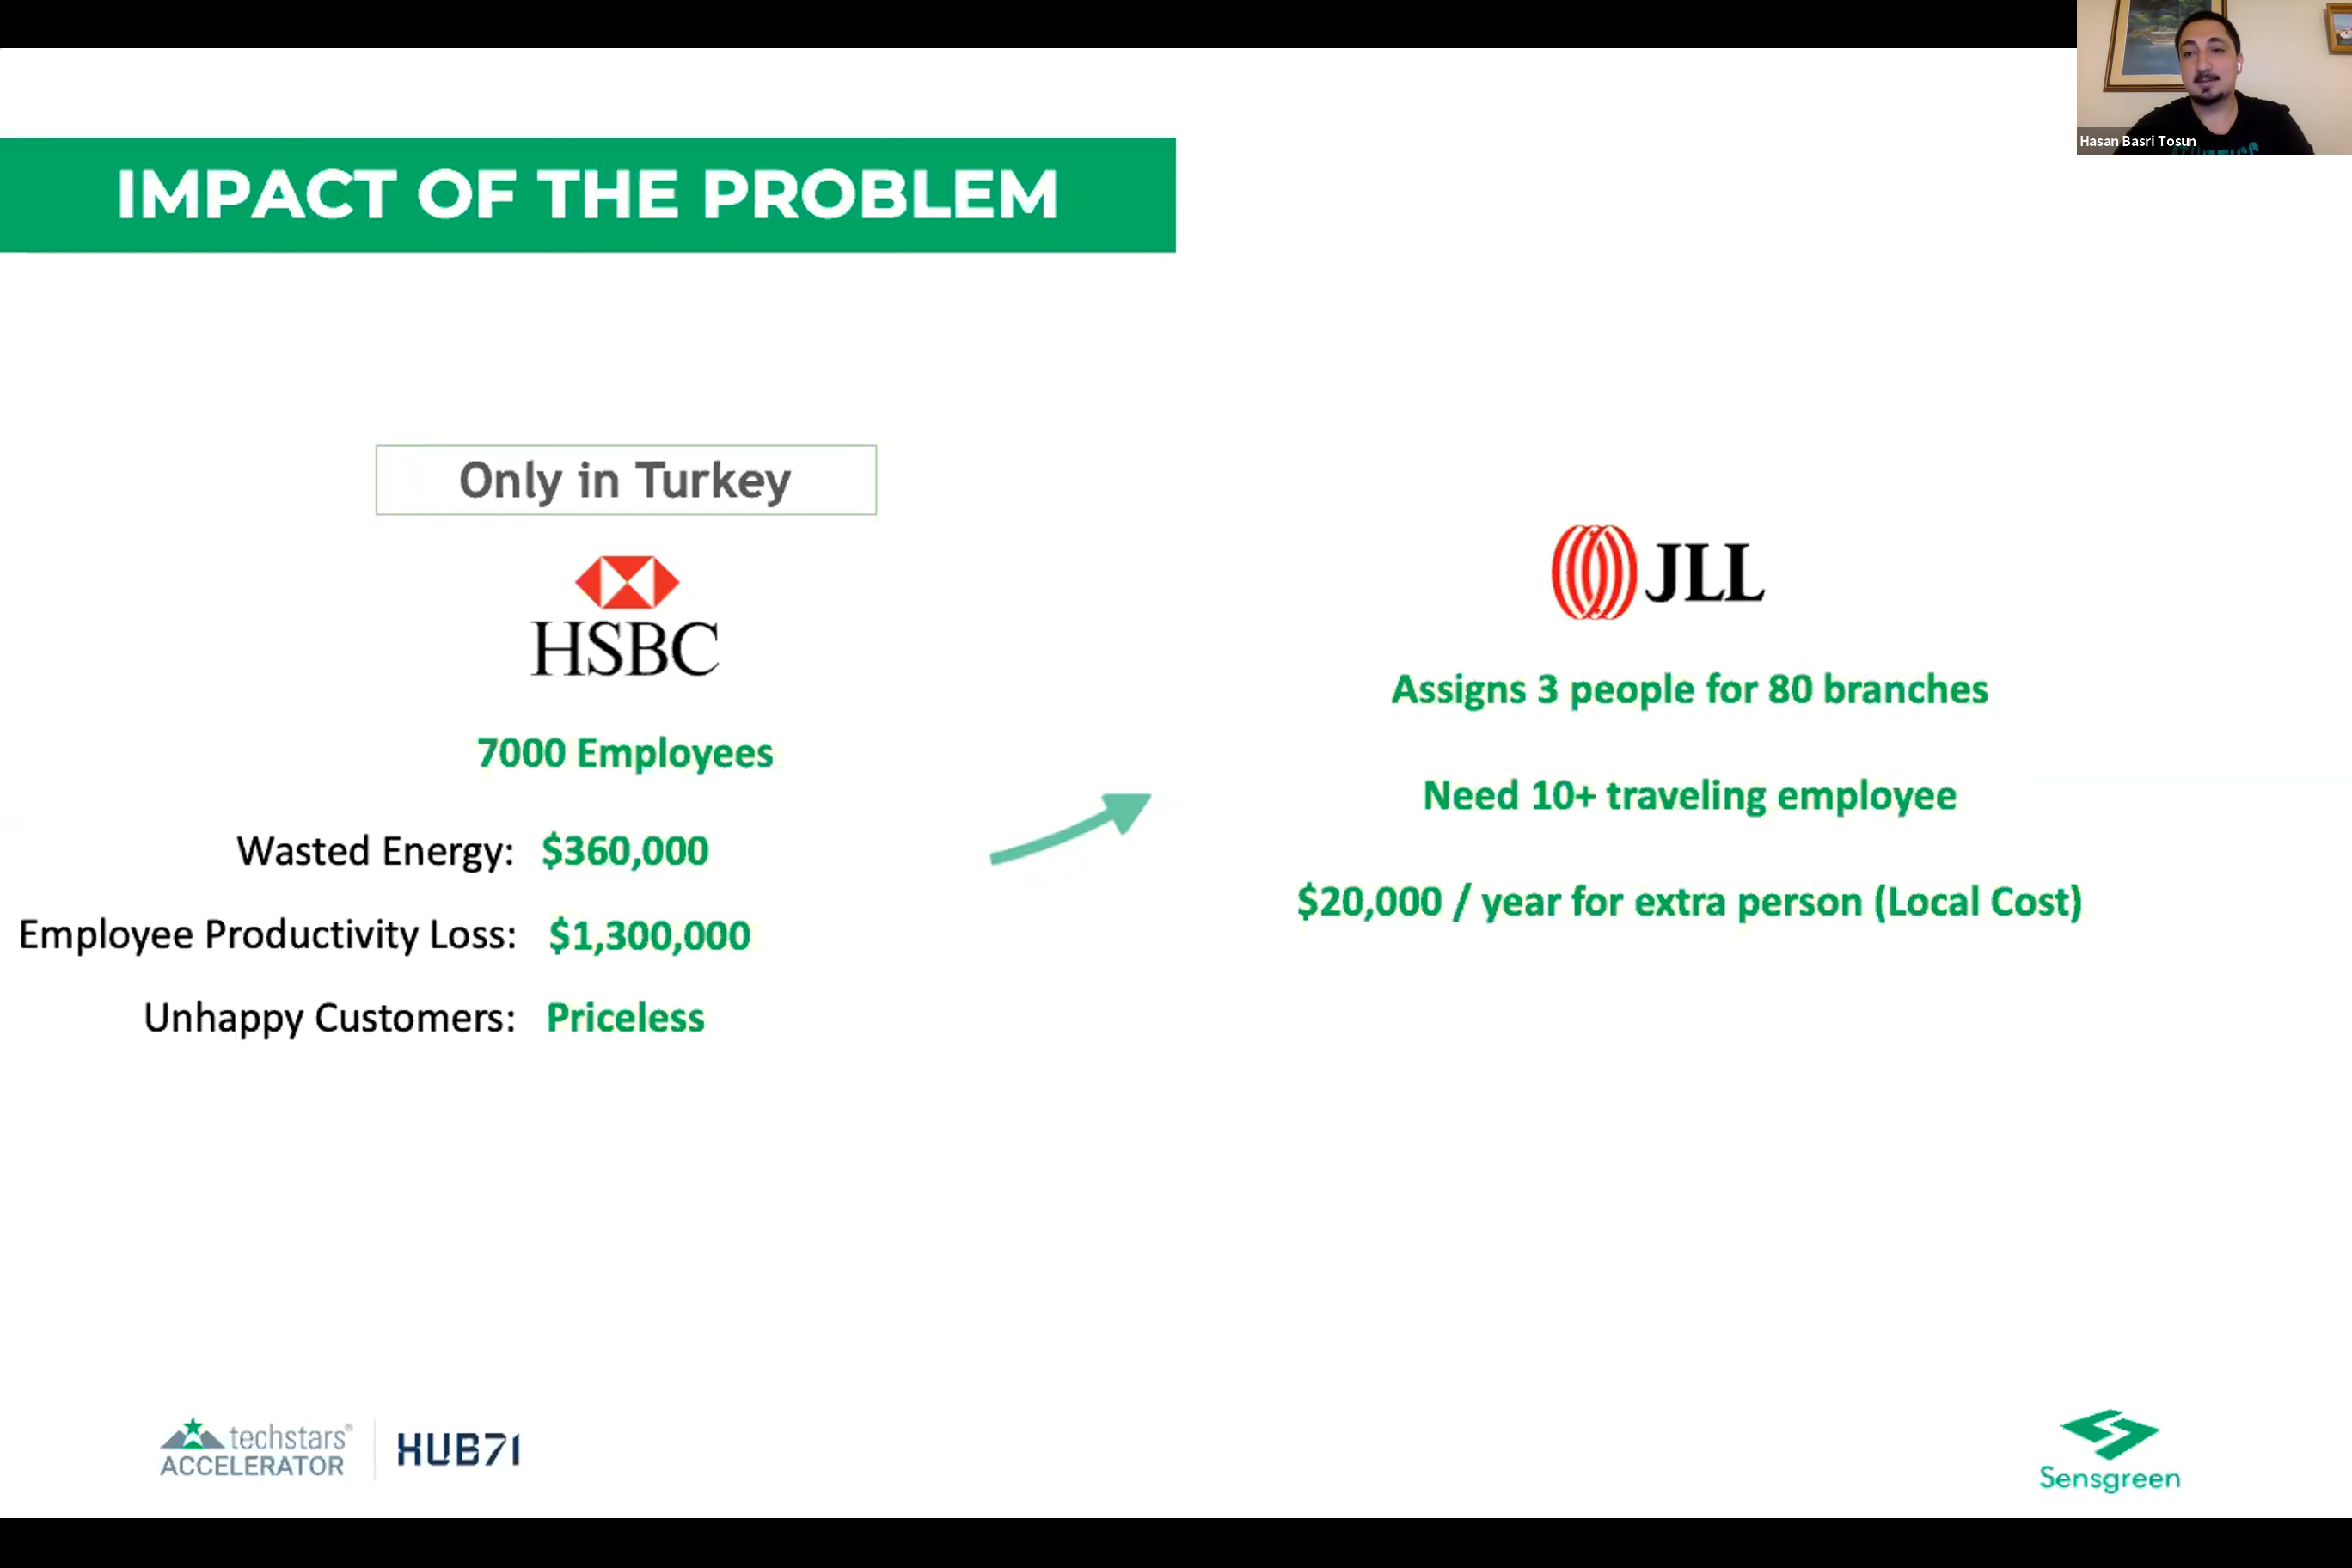 Hasan Basri Tosun
IMPACT OF THE PROBLEM
Only in Turkey
HSBC
7000 Employees
Wasted Energy: $360,000
Employee Productivity Loss: $1,300,000
Unhappy Customers: Priceless
JLL
Assigns 3 people for 80 branches
Need 10+ traveling employee
$20,000 / year for extra person (Local Cost)
techstars®
ACCELERATOR
HUB71
Sensgreen